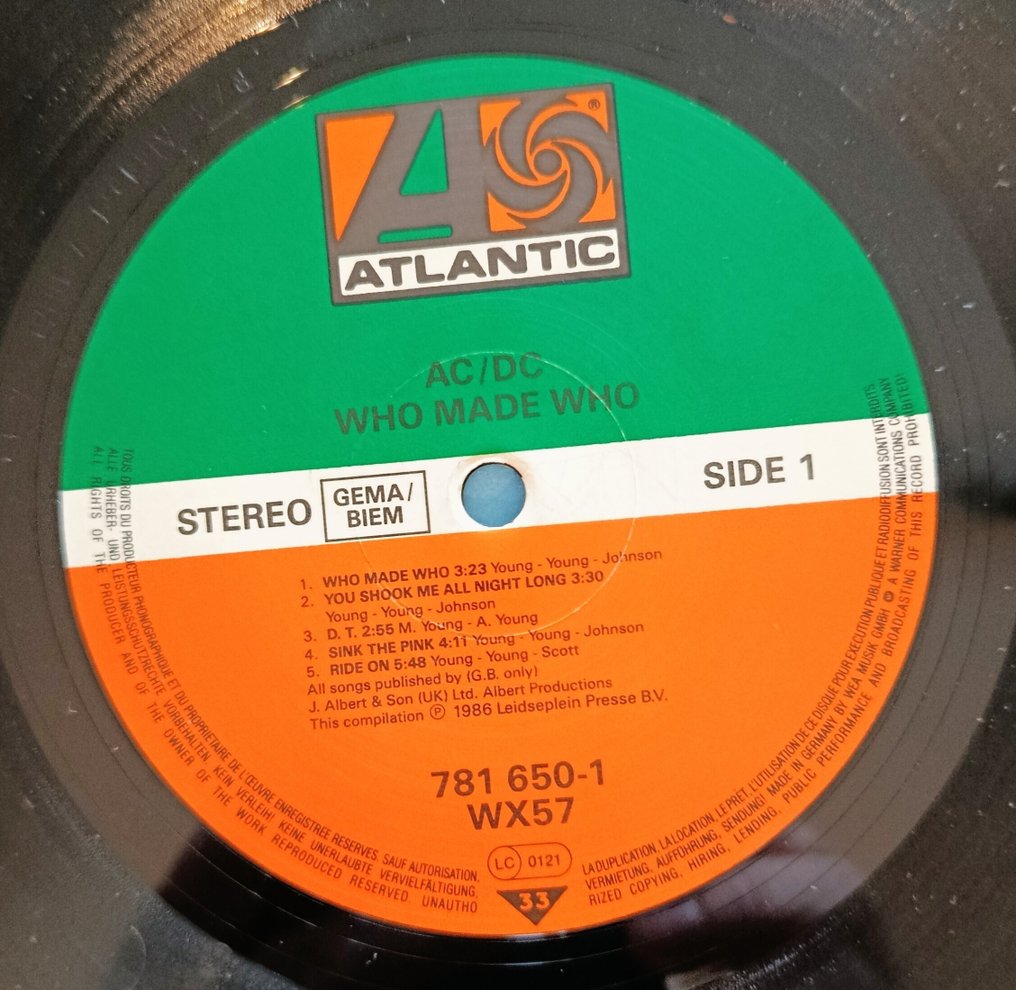 ®
ATLANTIC
AC/DC
WHO MADE WHO
STEREO
GEMA/
BIEM
SIDE 1
1. WHO MADE WHO 3:23 Young - Young - Johnson
2. YOU SHOOK ME ALL NIGHT LONG 3:30
Young - Young - Johnson
3. D. T. 2:55 M. Young - A. Young
4. SINK THE PINK 4:11 Young - Young - Johnson
5. RIDE ON 5:48 Young - Young - Scott
All songs published by (G.B. only)
J. Albert & Son (UK) Ltd. Albert Productions
This compilation ℗ 1986 Leidseplein Presse B.V.
781 650-1
WX57
LC 0121
33
TOUS DROITS DU PRODUCTEUR PHONOGRAPHIQUE ET DU PROPRIETAIRE DE L'ŒUVRE ENREGISTREE RESERVES. SAUF AUTORISATION, LA DUPLICATION, LA LOCATION, LE PRET, L'UTILISATION DE CE DISQUE POUR EXECUTION PUBLIQUE ET RADIODIFFUSION SONT INTERDITS.
ALLE URHEBER- UND LEISTUNGSSCHUTZRECHTE VORBEHALTEN. KEIN VERLEIH! KEINE UNERLAUBTE VERVIELFÄLTIGUNG, VERMIETUNG, AUFFÜHRUNG, SENDUNG! MADE IN GERMANY BY WEA MUSIK GMBH A WARNER COMMUNICATIONS COMPANY
ALL RIGHTS OF THE PRODUCER AND OF THE OWNER OF THE WORK REPRODUCED RESERVED UNAUTHORIZED COPYING, HIRING, LENDING, PUBLIC PERFORMANCE AND BROADCASTING OF THIS RECORD PROHIBITED!